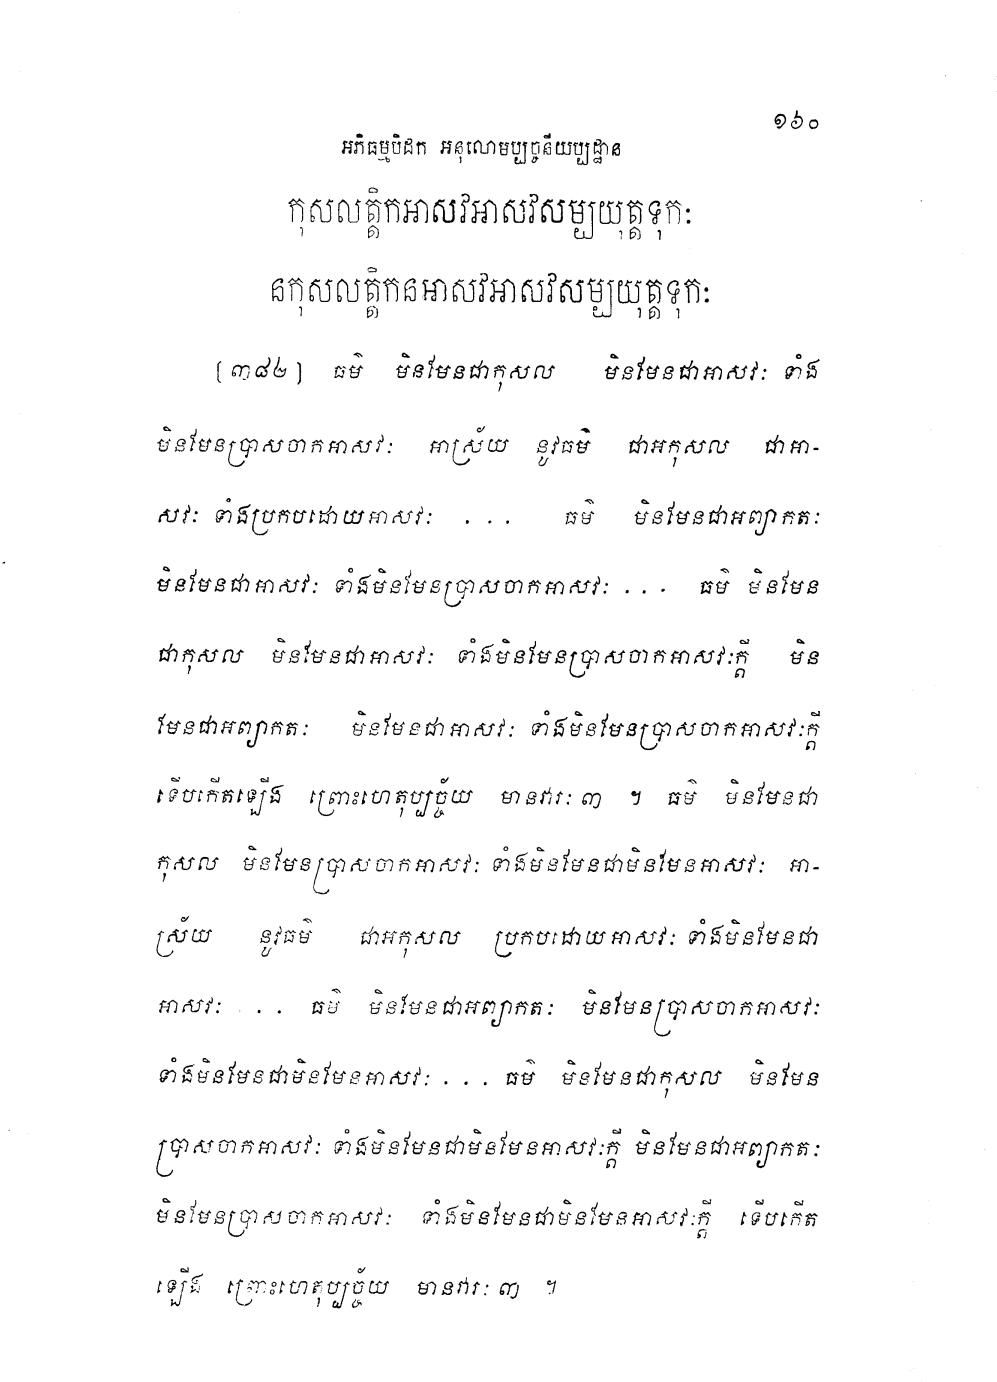 ១៦០
អភិធម្មបិដក អនុលោមប្បច្ចនីយប្បដ្ឋាន
កុសលត្តិកអាសវអាសវសម្បយុត្តទុកៈ
នកុសលត្តិកនអាសវអាសវសម្បយុត្តទុកៈ
[៣៨៤] ធម៌ មិនមែនជាកុសល មិនមែនជាអាសវៈ ទាំង
មិនមែនប្រាសចាកអាសវៈ អាស្រ័យ នូវធម៌ ជាអកុសល ជាអា-
សវៈ ទាំងប្រកបដោយអាសវៈ . . . ធម៌ មិនមែនជាអព្យាកតៈ
មិនមែនជាអាសវៈ ទាំងមិនមែនប្រាសចាកអាសវៈ . . . ធម៌ មិនមែន
ជាកុសល មិនមែនជាអាសវៈ ទាំងមិនមែនប្រាសចាកអាសវៈក្តី មិន
មែនជាអព្យាកតៈ មិនមែនជាអាសវៈ ទាំងមិនមែនប្រាសចាកអាសវៈក្តី
ទើបកើតឡើង ព្រោះហេតុប្បច្ច័យ មានវារៈ ៣ ។ ធម៌ មិនមែនជា
កុសល មិនមែនប្រាសចាកអាសវៈ ទាំងមិនមែនជាមិនមែនអាសវៈ អា-
ស្រ័យ នូវធម៌ ជាអកុសល ប្រកបដោយអាសវៈ ទាំងមិនមែនជា
អាសវៈ . . . ធម៌ មិនមែនជាអព្យាកតៈ មិនមែនប្រាសចាកអាសវៈ
ទាំងមិនមែនជាមិនមែនអាសវៈ . . . ធម៌ មិនមែនជាកុសល មិនមែន
ប្រាសចាកអាសវៈ ទាំងមិនមែនជាមិនមែនអាសវៈក្តី មិនមែនជាអព្យាកតៈ
មិនមែនប្រាសចាកអាសវៈ ទាំងមិនមែនជាមិនមែនអាសវៈក្តី ទើបកើត
ឡើង ព្រោះហេតុប្បច្ច័យ មានវារៈ ៣ ។